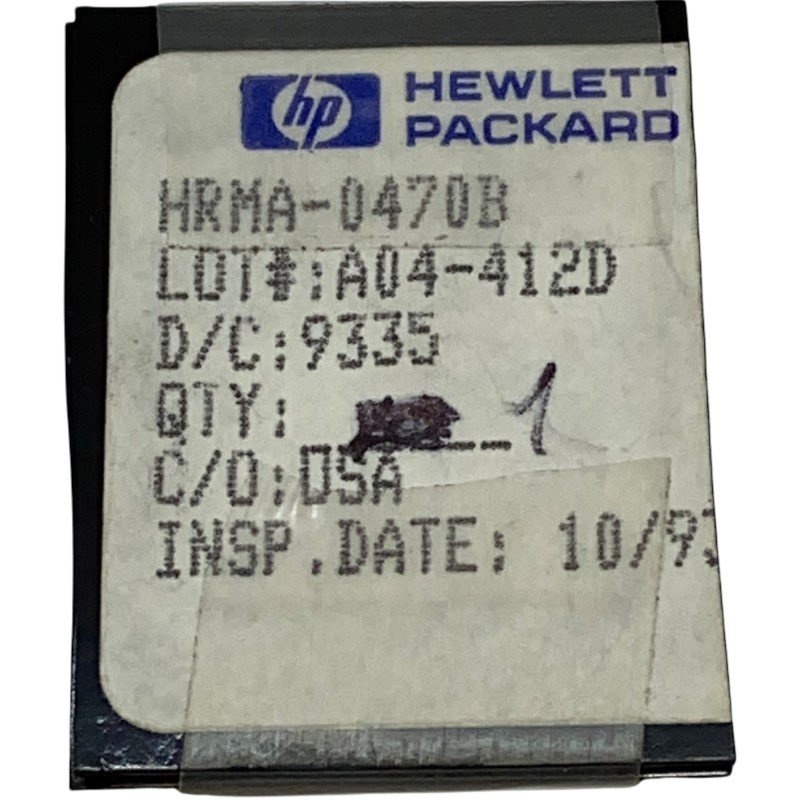 hp HEWLETT
PACKARD
HRMA-0470B
LOT#:A04-412D
D/C:9335
QTY: 1
C/O:USA
INSP.DATE: 10/9